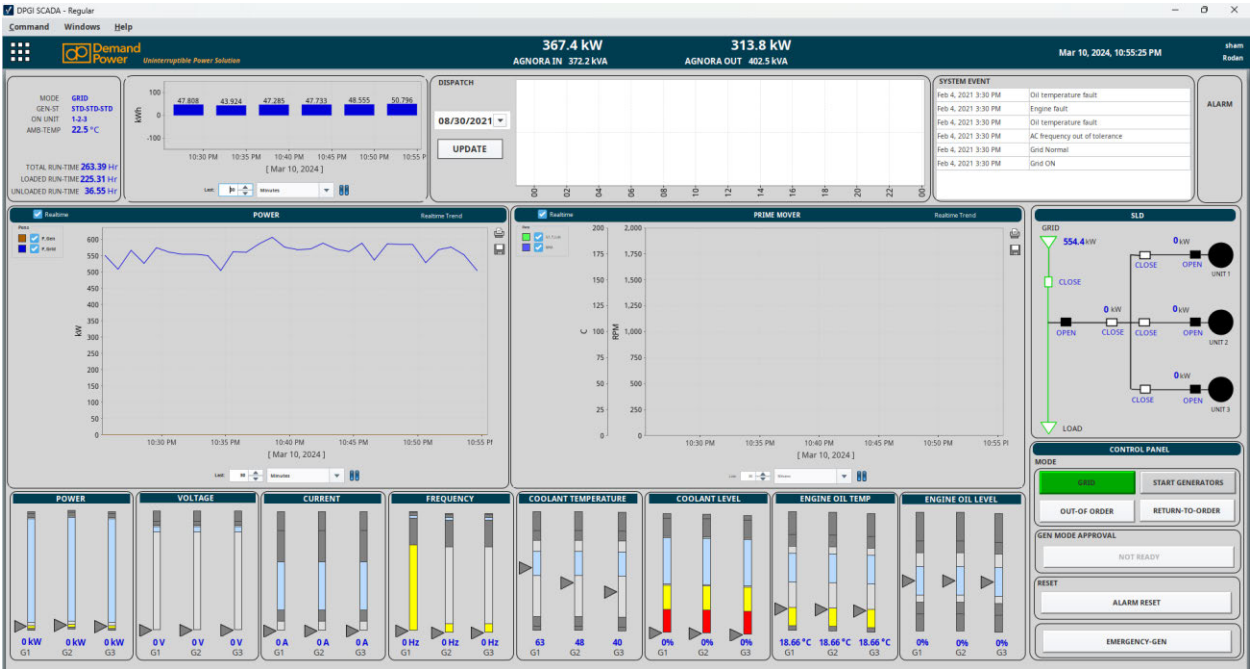 DPGI SCADA - Regular
Command Windows Help
Demand Power
Uninterruptible Power Solution
367.4 kW
AGNORA IN 372.2 kVA
313.8 kW
AGNORA OUT 402.5 kVA
Mar 10, 2024, 10:55:25 PM
sham
Rodan
MODE GRID
GEN-ST STD-STD-STD
ON UNIT 1-2-3
AMB-TEMP 22.5 °C
TOTAL RUN-TIME 263.39 Hr
LOADED RUN-TIME 225.31 Hr
UNLOADED RUN-TIME 36.55 Hr
kWh
100
0
-100
47.808 43.924 47.285 47.733 48.555 50.796
10:30 PM 10:35 PM 10:40 PM 10:45 PM 10:50 PM 10:55 P
[ Mar 10, 2024 ]
Last: Minutes
DISPATCH
08/30/2021
UPDATE
00 02 04 06 08 10 12 14 16 18 20 22 00
SYSTEM EVENT
Feb 4, 2021 3:30 PM Oil temperature fault
Feb 4, 2021 3:30 PM Engine fault
Feb 4, 2021 3:30 PM Oil temperature fault
Feb 4, 2021 3:30 PM AC frequency out of tolerance
Feb 4, 2021 3:30 PM Grid Normal
Feb 4, 2021 3:30 PM Grid ON
ALARM
Realtime POWER Realtime Trend
P_Gen
P_Grid
kW
600
550
500
450
400
350
300
250
200
150
100
50
0
10:30 PM 10:35 PM 10:40 PM 10:45 PM 10:50 PM 10:55 PM
[ Mar 10, 2024 ]
Last: 30 Minutes
Realtime PRIME MOVER Realtime Trend
C
200
175
150
125
100
75
50
25
0
RPM
2,000
1,750
1,500
1,250
1,000
750
500
250
0
10:30 PM 10:35 PM 10:40 PM 10:45 PM 10:50 PM 10:55 PI
[ Mar 10, 2024 ]
SLD
GRID
554.4 kW
CLOSE
OPEN
0 kW
CLOSE
0 kW
CLOSE OPEN
UNIT 1
0 kW
CLOSE OPEN
UNIT 2
0 kW
CLOSE OPEN
UNIT 3
LOAD
CONTROL PANEL
MODE
GRID START GENERATORS
OUT-OF ORDER RETURN-TO-ORDER
GEN MODE APPROVAL
NOT READY
RESET
ALARM RESET
EMERGENCY-GEN
POWER
0 kW 0 kW 0 kW
G1 G2 G3
VOLTAGE
0 V 0 V 0 V
G1 G2 G3
CURRENT
0 A 0 A 0 A
G1 G2 G3
FREQUENCY
0 Hz 0 Hz 0 Hz
G1 G2 G3
COOLANT TEMPERATURE
63 48 40
G1 G2 G3
COOLANT LEVEL
0% 0% 0%
G1 G2 G3
ENGINE OIL TEMP
18.66 °C 18.66 °C 18.66 °C
G1 G2 G3
ENGINE OIL LEVEL
0% 0% 0%
G1 G2 G3